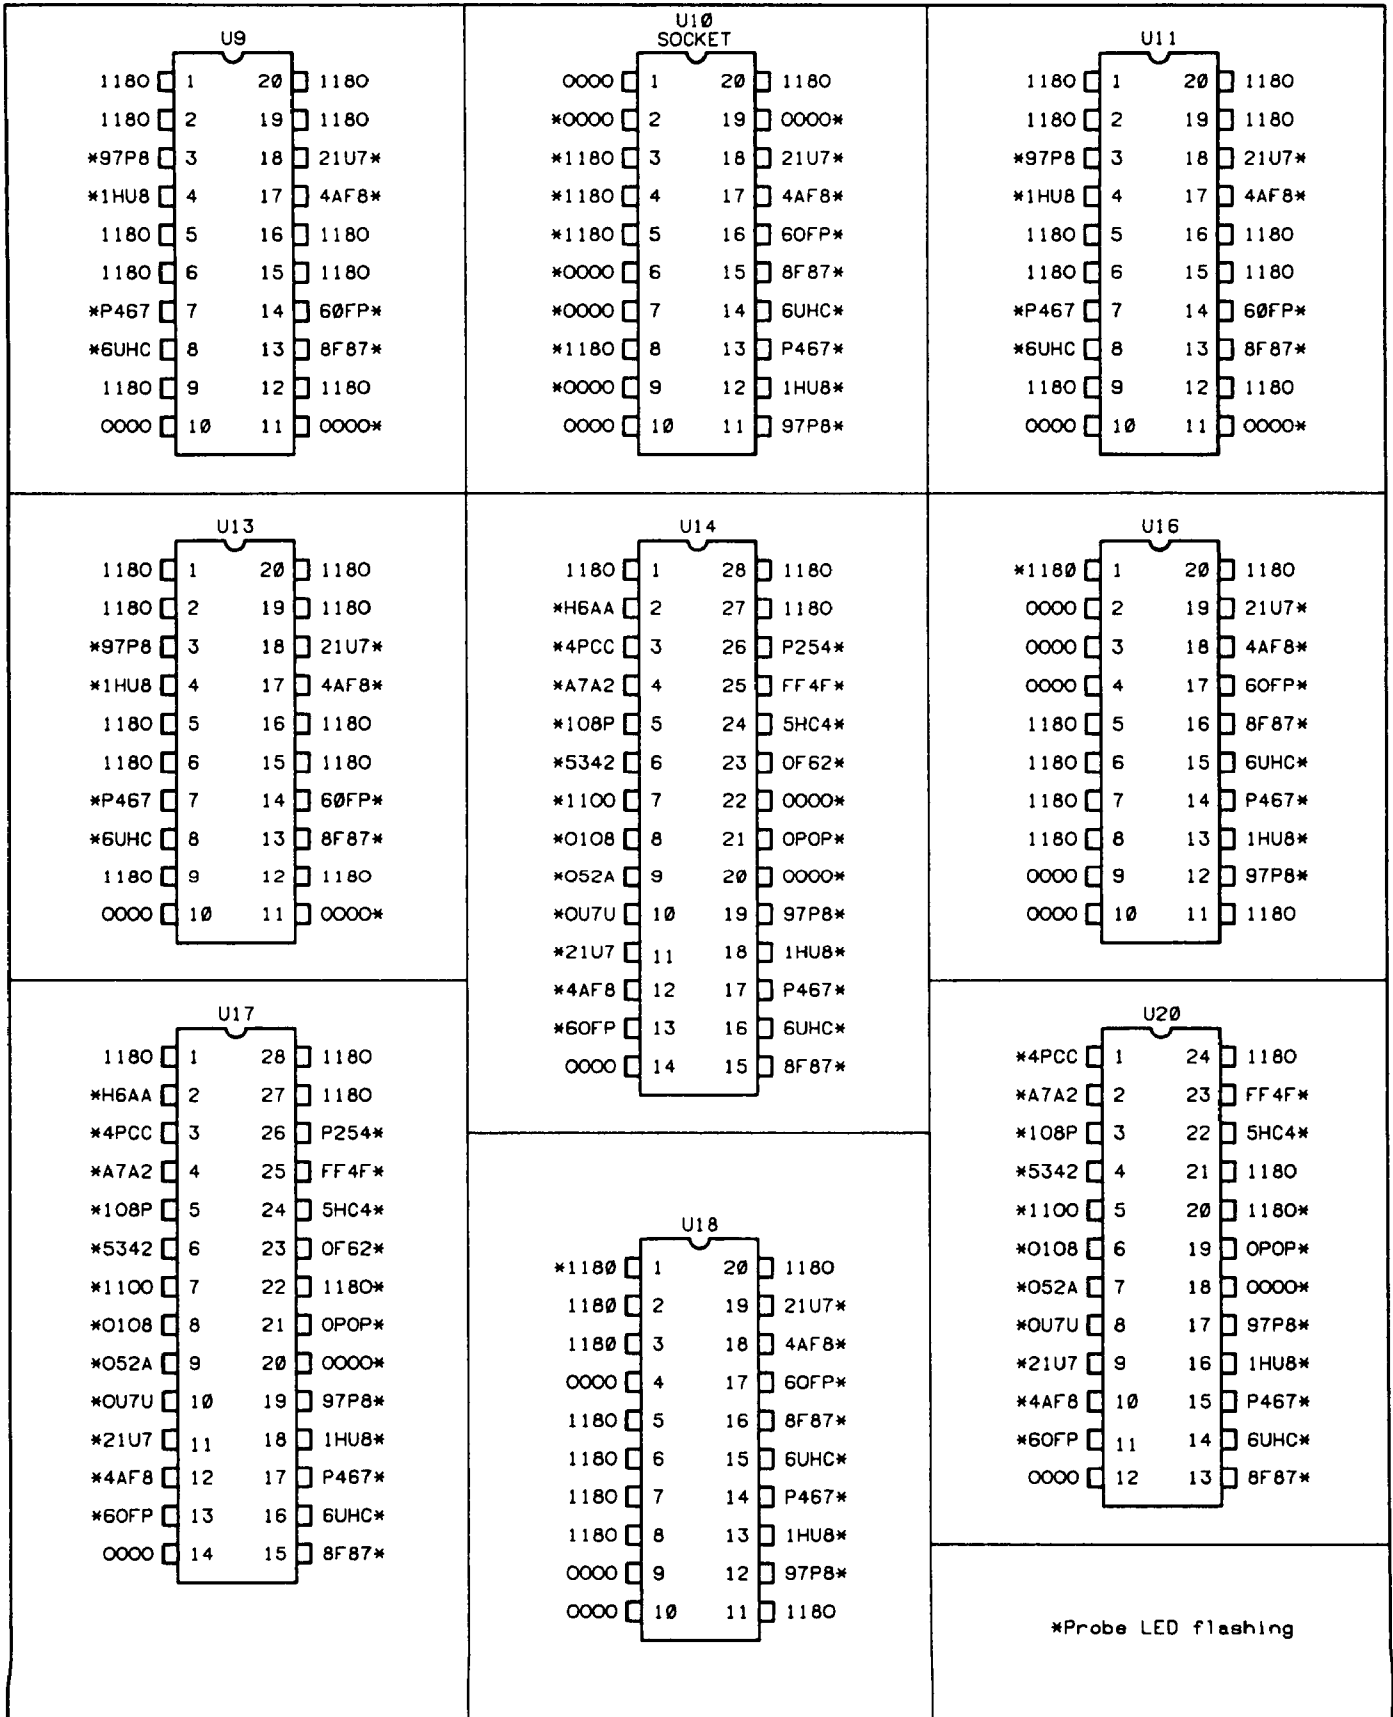 U9
1180 1 20 1180
1180 2 19 1180
*97P8 3 18 21U7*
*1HU8 4 17 4AF8*
1180 5 16 1180
1180 6 15 1180
*P467 7 14 60FP*
*6UHC 8 13 8F87*
1180 9 12 1180
0000 10 11 0000*
U10
SOCKET
0000 1 20 1180
*0000 2 19 0000*
*1180 3 18 21U7*
*1180 4 17 4AF8*
*1180 5 16 60FP*
*0000 6 15 8F87*
*0000 7 14 6UHC*
*1180 8 13 P467*
*0000 9 12 1HU8*
0000 10 11 97P8*
U11
1180 1 20 1180
1180 2 19 1180
*97P8 3 18 21U7*
*1HU8 4 17 4AF8*
1180 5 16 1180
1180 6 15 1180
*P467 7 14 60FP*
*6UHC 8 13 8F87*
1180 9 12 1180
0000 10 11 0000*
U13
1180 1 20 1180
1180 2 19 1180
*97P8 3 18 21U7*
*1HU8 4 17 4AF8*
1180 5 16 1180
1180 6 15 1180
*P467 7 14 60FP*
*6UHC 8 13 8F87*
1180 9 12 1180
0000 10 11 0000*
U14
1180 1 28 1180
*H6AA 2 27 1180
*4PCC 3 26 P254*
*A7A2 4 25 FF4F*
*108P 5 24 5HC4*
*5342 6 23 0F62*
*1100 7 22 0000*
*0108 8 21 0P0P*
*052A 9 20 0000*
*0U7U 10 19 97P8*
*21U7 11 18 1HU8*
*4AF8 12 17 P467*
*60FP 13 16 6UHC*
0000 14 15 8F87*
U16
*1180 1 20 1180
0000 2 19 21U7*
0000 3 18 4AF8*
0000 4 17 60FP*
1180 5 16 8F87*
1180 6 15 6UHC*
1180 7 14 P467*
1180 8 13 1HU8*
0000 9 12 97P8*
0000 10 11 1180
U17
1180 1 28 1180
*H6AA 2 27 1180
*4PCC 3 26 P254*
*A7A2 4 25 FF4F*
*108P 5 24 5HC4*
*5342 6 23 0F62*
*1100 7 22 1180*
*0108 8 21 0P0P*
*052A 9 20 0000*
*0U7U 10 19 97P8*
*21U7 11 18 1HU8*
*4AF8 12 17 P467*
*60FP 13 16 6UHC*
0000 14 15 8F87*
U18
*1180 1 20 1180
1180 2 19 21U7*
1180 3 18 4AF8*
0000 4 17 60FP*
1180 5 16 8F87*
1180 6 15 6UHC*
1180 7 14 P467*
1180 8 13 1HU8*
0000 9 12 97P8*
0000 10 11 1180
U20
*4PCC 1 24 1180
*A7A2 2 23 FF4F*
*108P 3 22 5HC4*
*5342 4 21 1180
*1100 5 20 1180*
*0108 6 19 0P0P*
*052A 7 18 0000*
*0U7U 8 17 97P8*
*21U7 9 16 1HU8*
*4AF8 10 15 P467*
*60FP 11 14 6UHC*
0000 12 13 8F87*
*Probe LED flashing